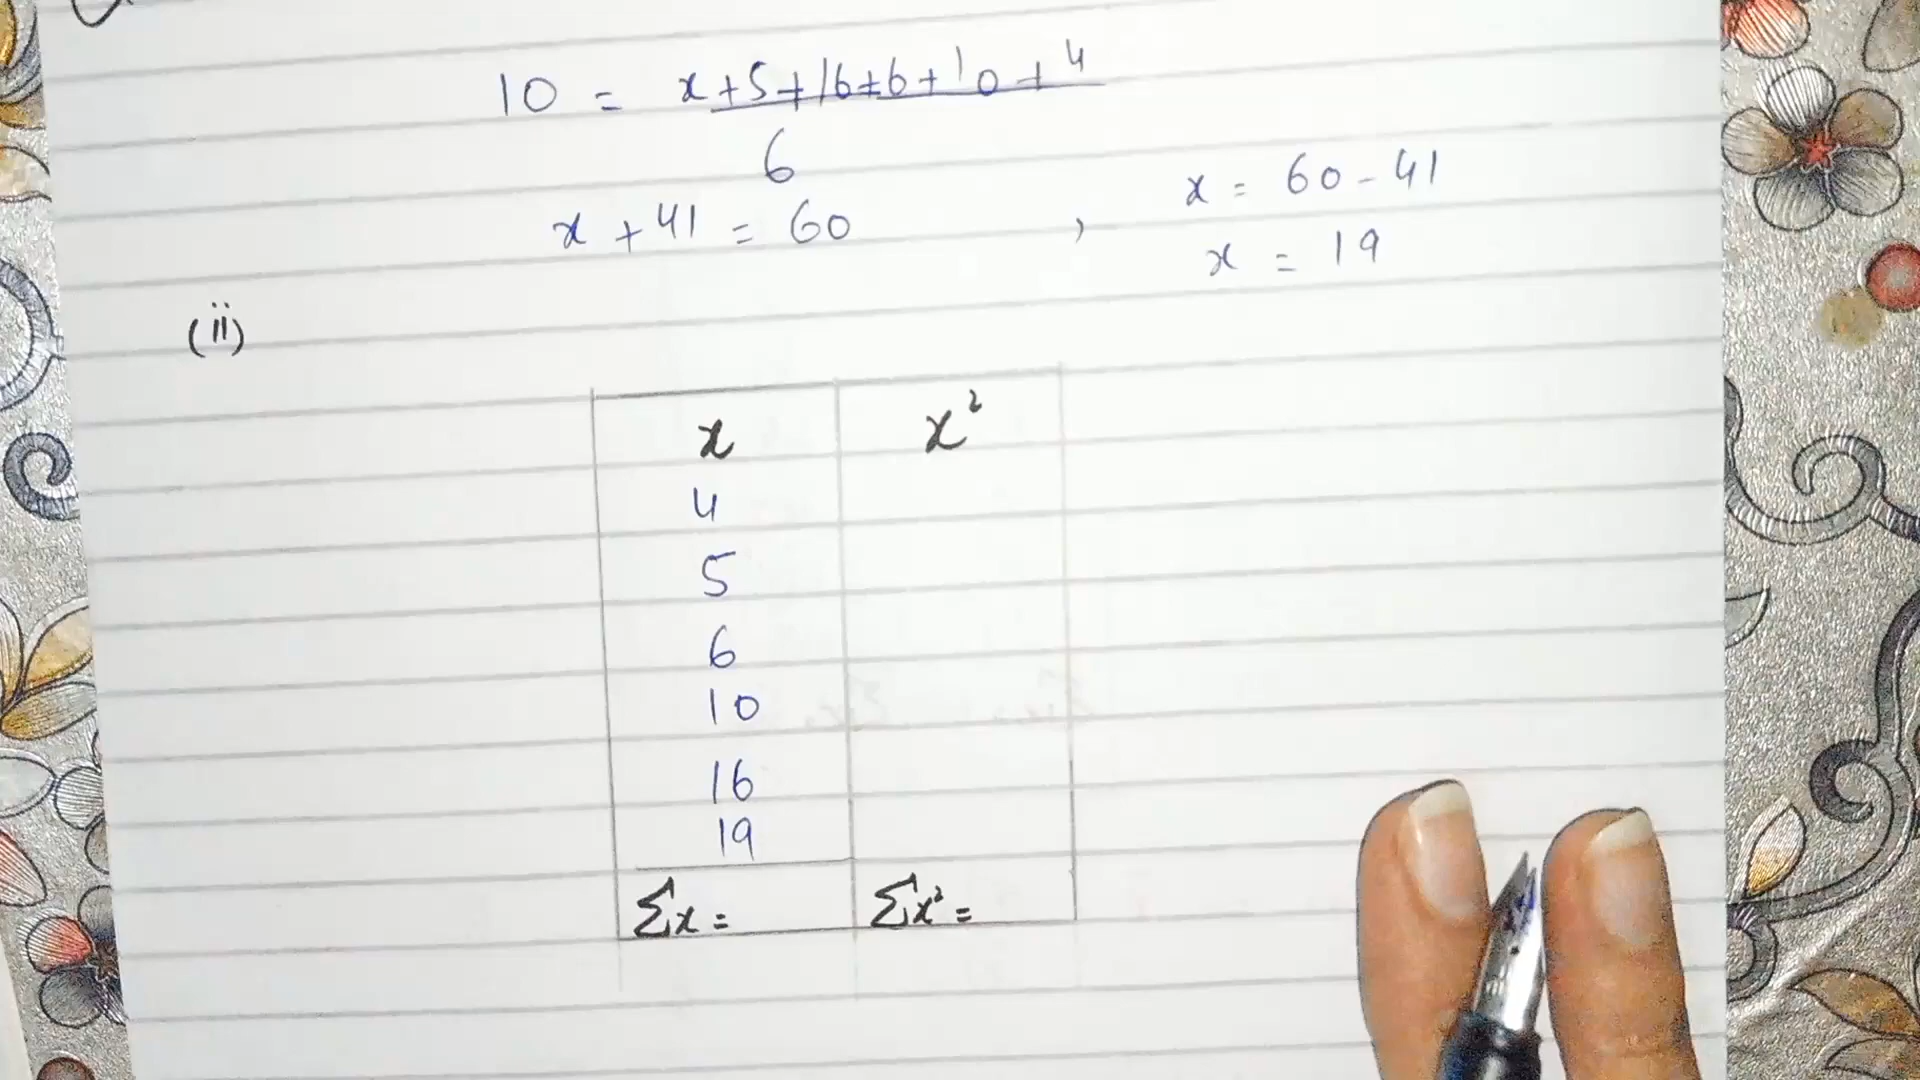 10 = x+5+16+6+10+4
6
x + 41 = 60 , x = 60 - 41
x = 19
(ii)
x x²
4
5
6
10
16
19
Σx = Σx² =